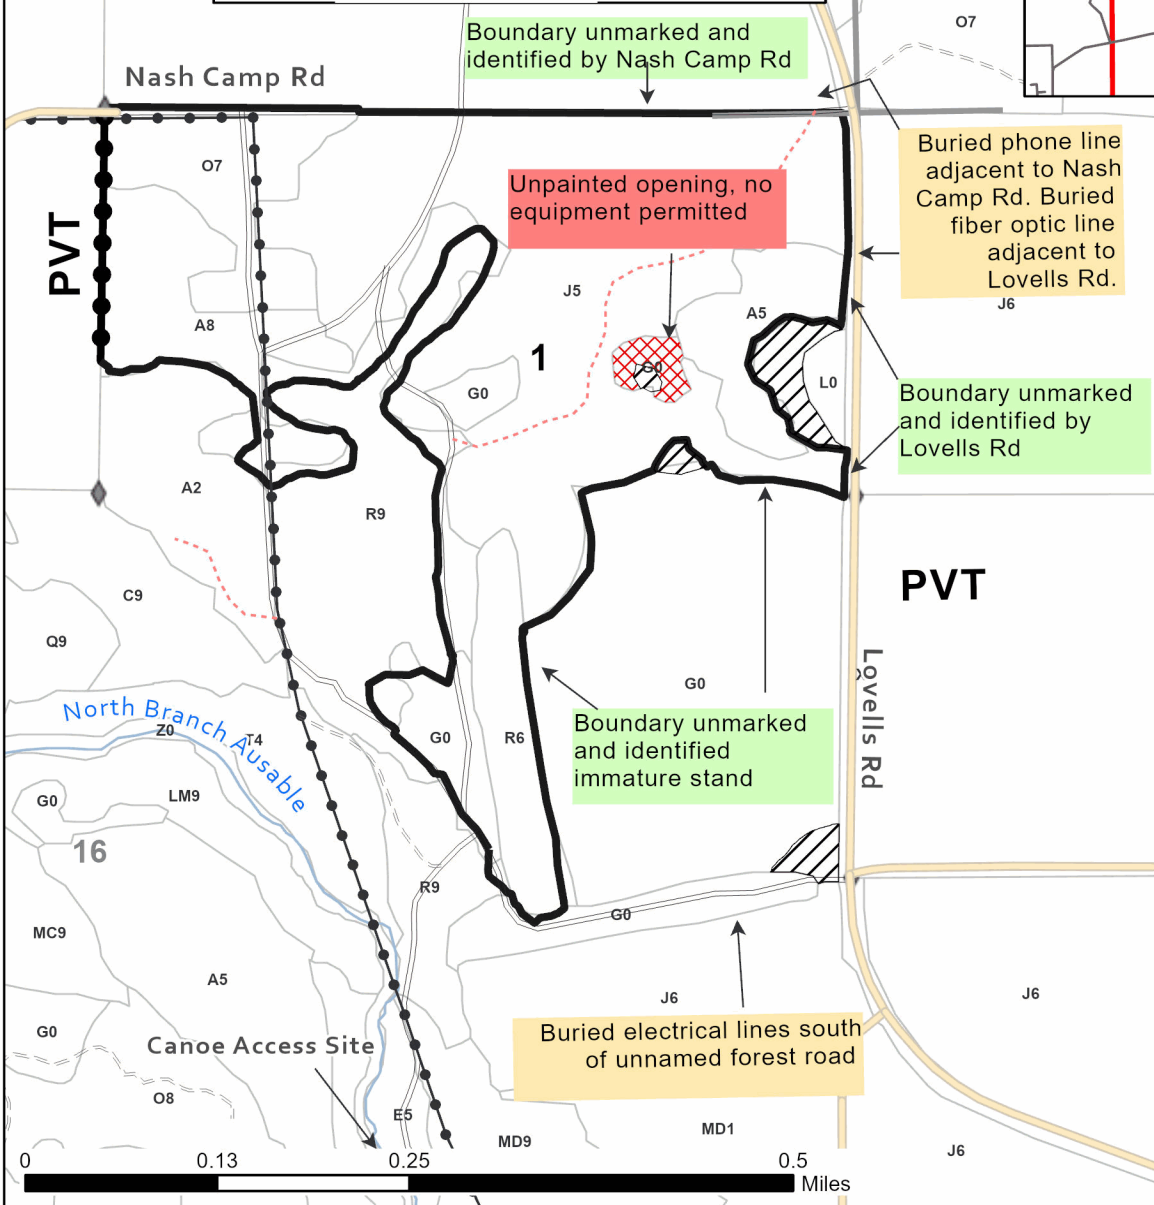 Boundary unmarked and
identified by Nash Camp Rd
O7
Nash Camp Rd
O7
PVT
Unpainted opening, no
equipment permitted
Buried phone line
adjacent to Nash
Camp Rd. Buried
fiber optic line
adjacent to
Lovells Rd.
J5
J6
A8
A5
1
G0
G0
L0
Boundary unmarked
and identified by
Lovells Rd
A2
R9
C9
PVT
Q9
Lovells Rd
G0
North Branch Ausable
Z0
T4
G0
R6
Boundary unmarked
and identified
immature stand
G0
LM9
16
R9
G0
MC9
A5
J6
J6
Buried electrical lines south
of unnamed forest road
G0
Canoe Access Site
O8
E5
MD9
MD1
J6
0 0.13 0.25 0.5
Miles